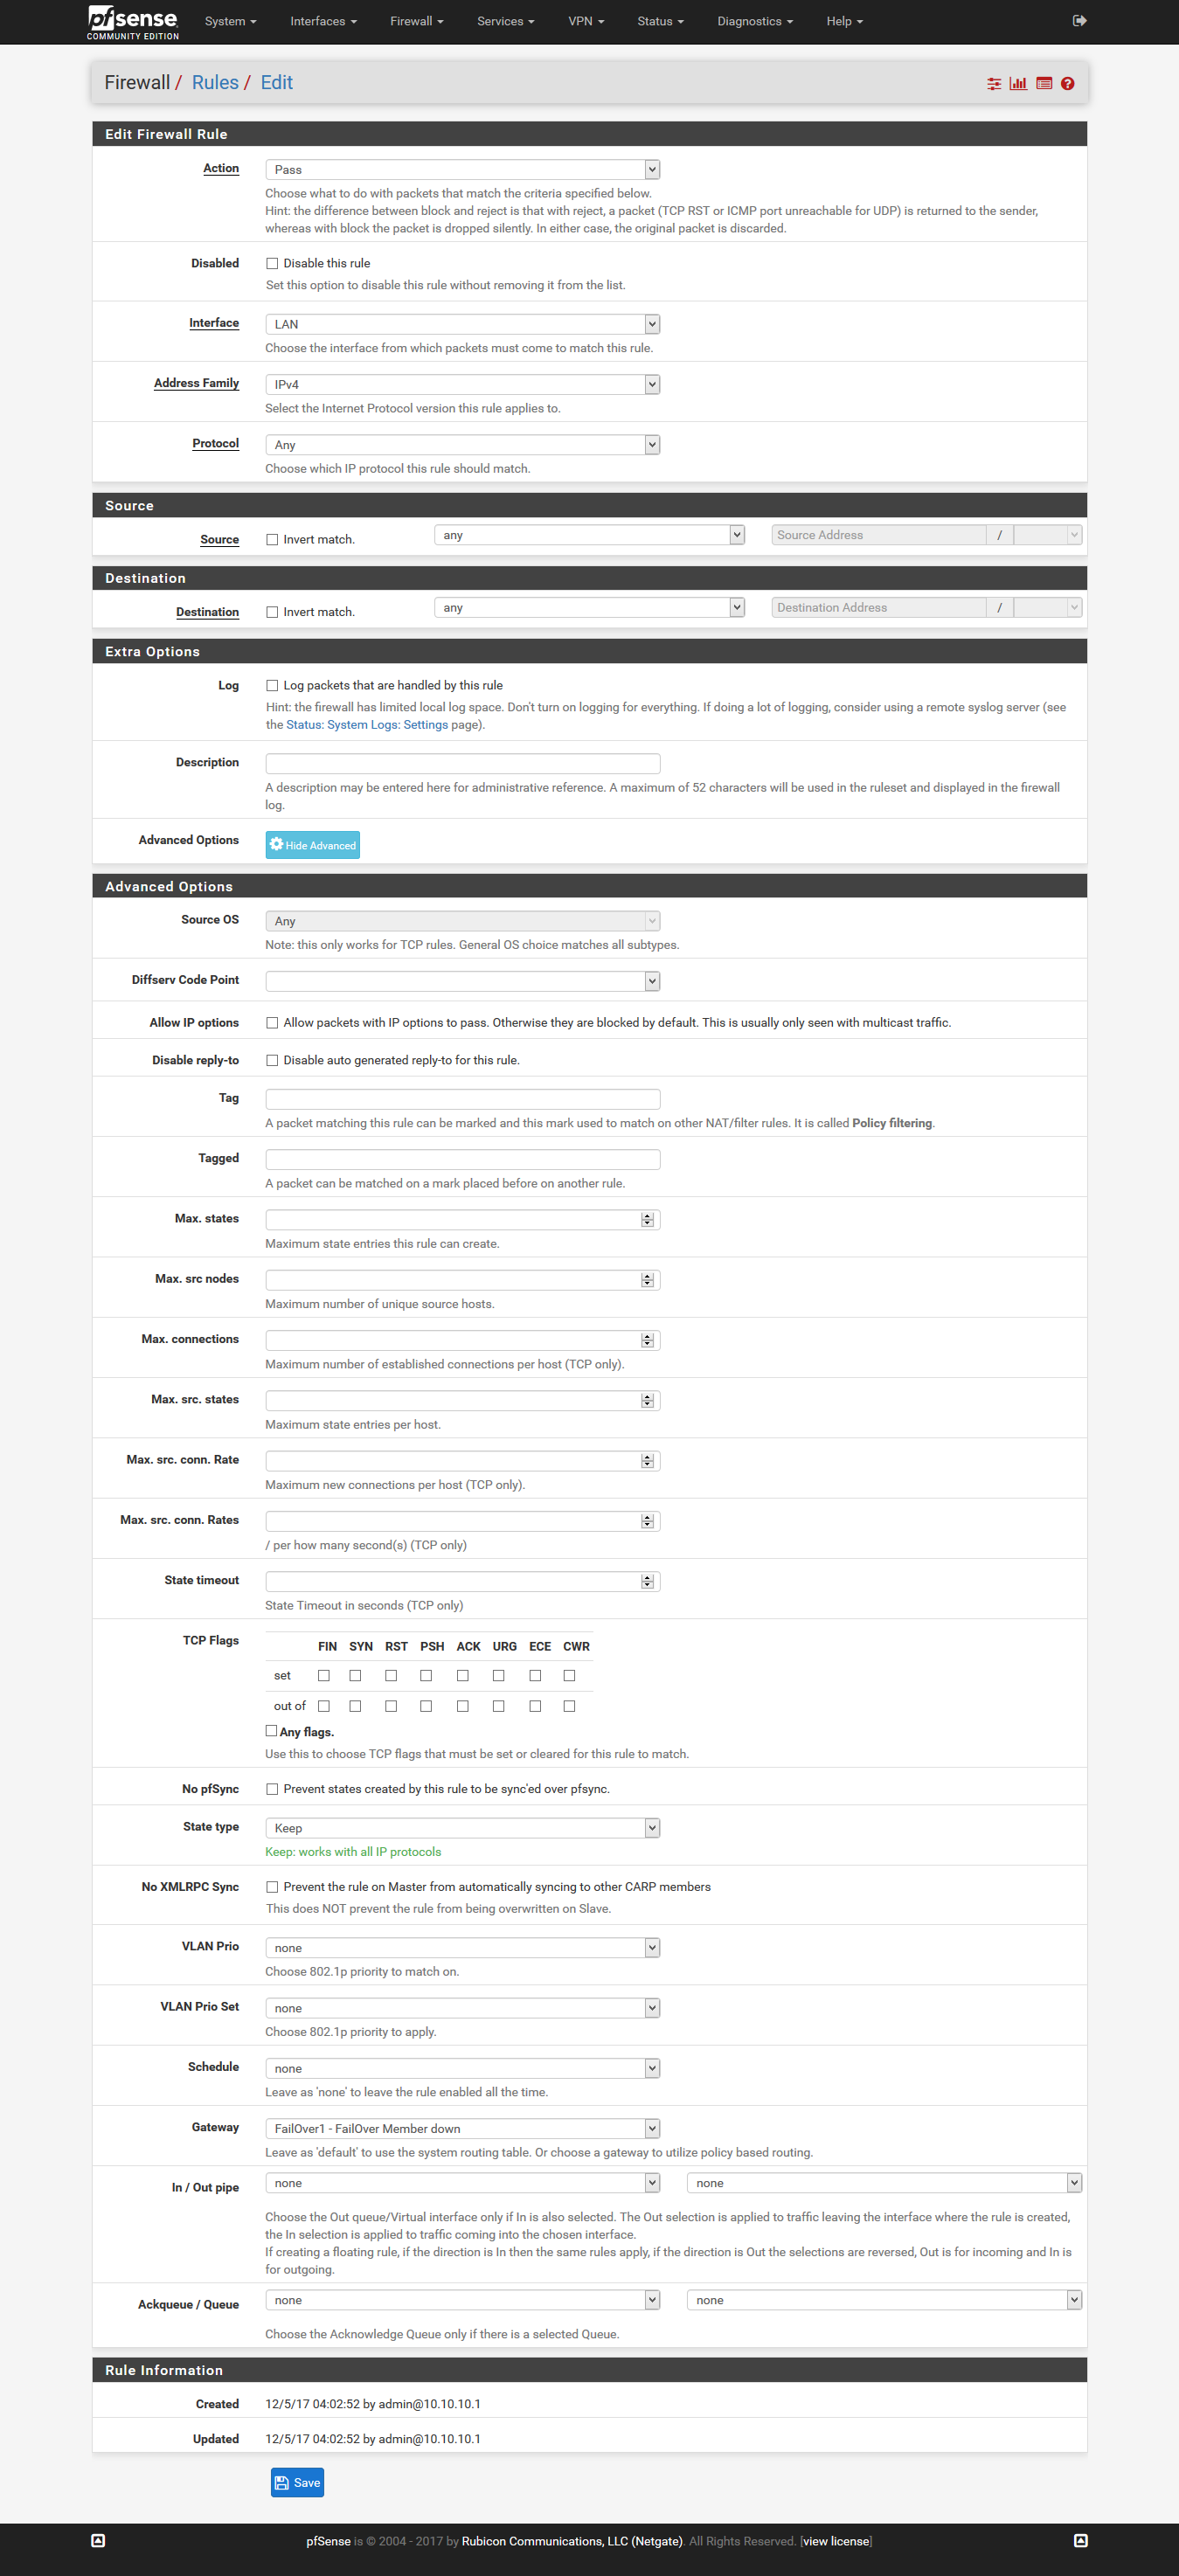 pfsense
COMMUNITY EDITION
System Interfaces Firewall Services VPN Status Diagnostics Help
Firewall / Rules / Edit
Edit Firewall Rule
Action
Pass
Choose what to do with packets that match the criteria specified below.
Hint: the difference between block and reject is that with reject, a packet (TCP RST or ICMP port unreachable for UDP) is returned to the sender,
whereas with block the packet is dropped silently. In either case, the original packet is discarded.
Disabled
Disable this rule
Set this option to disable this rule without removing it from the list.
Interface
LAN
Choose the interface from which packets must come to match this rule.
Address Family
IPv4
Select the Internet Protocol version this rule applies to.
Protocol
Any
Choose which IP protocol this rule should match.
Source
Source Invert match. any Source Address /
Destination
Destination Invert match. any Destination Address /
Extra Options
Log
Log packets that are handled by this rule
Hint: the firewall has limited local log space. Don't turn on logging for everything. If doing a lot of logging, consider using a remote syslog server (see
the Status: System Logs: Settings page).
Description
A description may be entered here for administrative reference. A maximum of 52 characters will be used in the ruleset and displayed in the firewall
log.
Advanced Options
Hide Advanced
Advanced Options
Source OS
Any
Note: this only works for TCP rules. General OS choice matches all subtypes.
Diffserv Code Point
Allow IP options
Allow packets with IP options to pass. Otherwise they are blocked by default. This is usually only seen with multicast traffic.
Disable reply-to
Disable auto generated reply-to for this rule.
Tag
A packet matching this rule can be marked and this mark used to match on other NAT/filter rules. It is called Policy filtering.
Tagged
A packet can be matched on a mark placed before on another rule.
Max. states
Maximum state entries this rule can create.
Max. src nodes
Maximum number of unique source hosts.
Max. connections
Maximum number of established connections per host (TCP only).
Max. src. states
Maximum state entries per host.
Max. src. conn. Rate
Maximum new connections per host (TCP only).
Max. src. conn. Rates
/ per how many second(s) (TCP only)
State timeout
State Timeout in seconds (TCP only)
TCP Flags
FIN SYN RST PSH ACK URG ECE CWR
set
out of
Any flags.
Use this to choose TCP flags that must be set or cleared for this rule to match.
No pfSync
Prevent states created by this rule to be sync'ed over pfsync.
State type
Keep
Keep: works with all IP protocols
No XMLRPC Sync
Prevent the rule on Master from automatically syncing to other CARP members
This does NOT prevent the rule from being overwritten on Slave.
VLAN Prio
none
Choose 802.1p priority to match on.
VLAN Prio Set
none
Choose 802.1p priority to apply.
Schedule
none
Leave as 'none' to leave the rule enabled all the time.
Gateway
FailOver1 - FailOver Member down
Leave as 'default' to use the system routing table. Or choose a gateway to utilize policy based routing.
In / Out pipe
none none
Choose the Out queue/Virtual interface only if In is also selected. The Out selection is applied to traffic leaving the interface where the rule is created,
the In selection is applied to traffic coming into the chosen interface.
If creating a floating rule, if the direction is In then the same rules apply, if the direction is Out the selections are reversed, Out is for incoming and In is
for outgoing.
Ackqueue / Queue
none none
Choose the Acknowledge Queue only if there is a selected Queue.
Rule Information
Created 12/5/17 04:02:52 by admin@10.10.10.1
Updated 12/5/17 04:02:52 by admin@10.10.10.1
Save
pfSense is © 2004 - 2017 by Rubicon Communications, LLC (Netgate). All Rights Reserved. [view license]